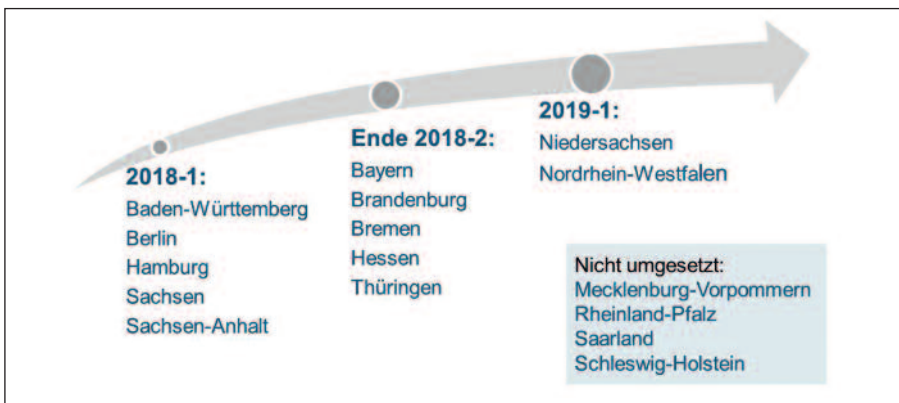 2018-1:
Baden-Württemberg
Berlin
Hamburg
Sachsen
Sachsen-Anhalt
Ende 2018-2:
Bayern
Brandenburg
Bremen
Hessen
Thüringen
2019-1:
Niedersachsen
Nordrhein-Westfalen
Nicht umgesetzt:
Mecklenburg-Vorpommern
Rheinland-Pfalz
Saarland
Schleswig-Holstein